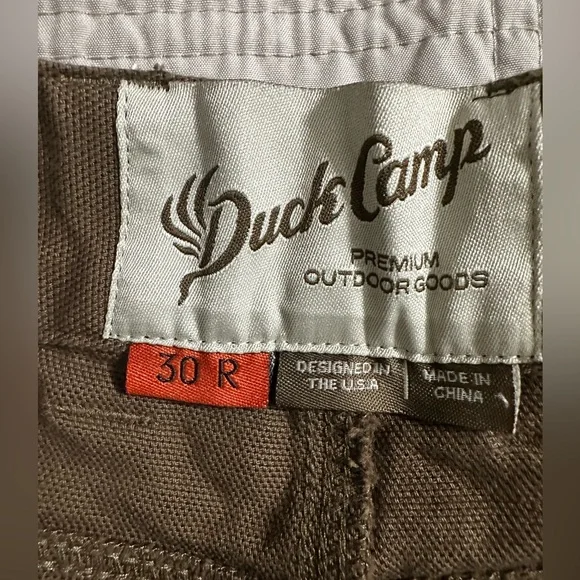 Duck Camp
PREMIUM
OUTDOOR GOODS
30 R
DESIGNED IN
THE U.S.A
MADE IN
CHINA